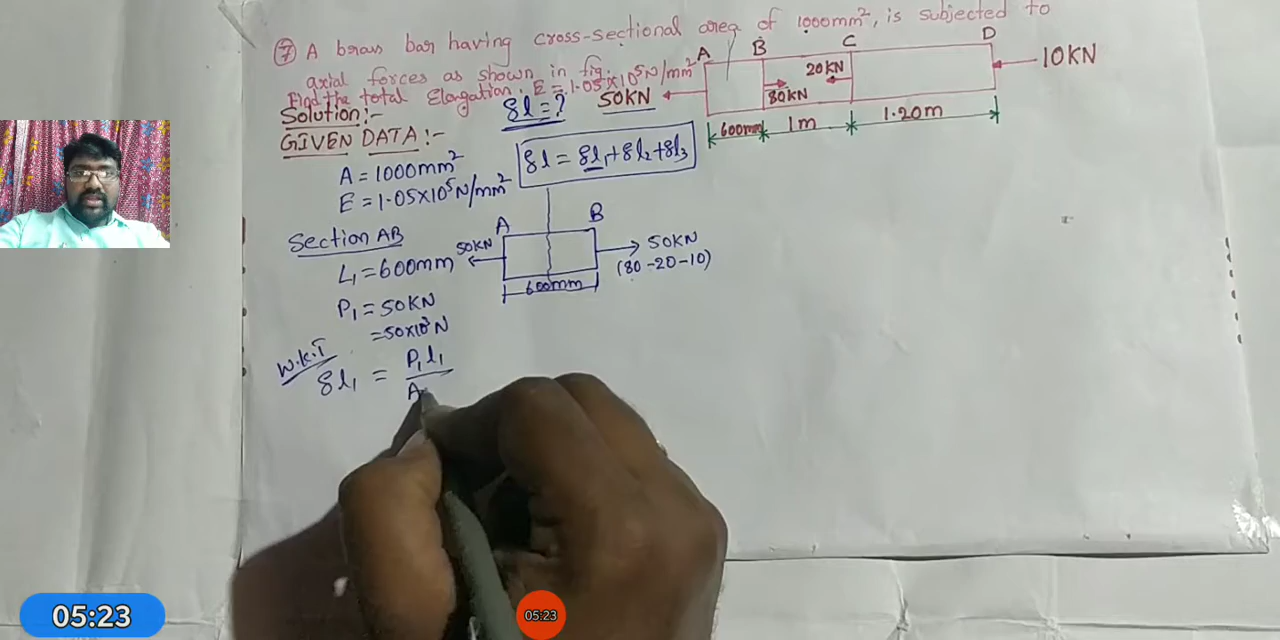 ⑦ A brass bar having cross-sectional area of 1000mm², is subjected to
axial forces as shown in fig.
Find the total Elongation. E = 1.05×10⁵N/mm²
Solution:-
δl = ?
A B C D
50KN 80KN 20KN 10KN
600mm 1m 1.20m
GIVEN DATA:-
A = 1000mm²
E = 1.05×10⁵N/mm²
δl = δl₁+δl₂+δl₃
Section AB
L₁ = 600mm
P₁ = 50KN
= 50×10³N
A B
50KN 50KN
(80-20-10)
600mm
W.K.T
δl₁ = P₁l₁
A
05:23
05:23